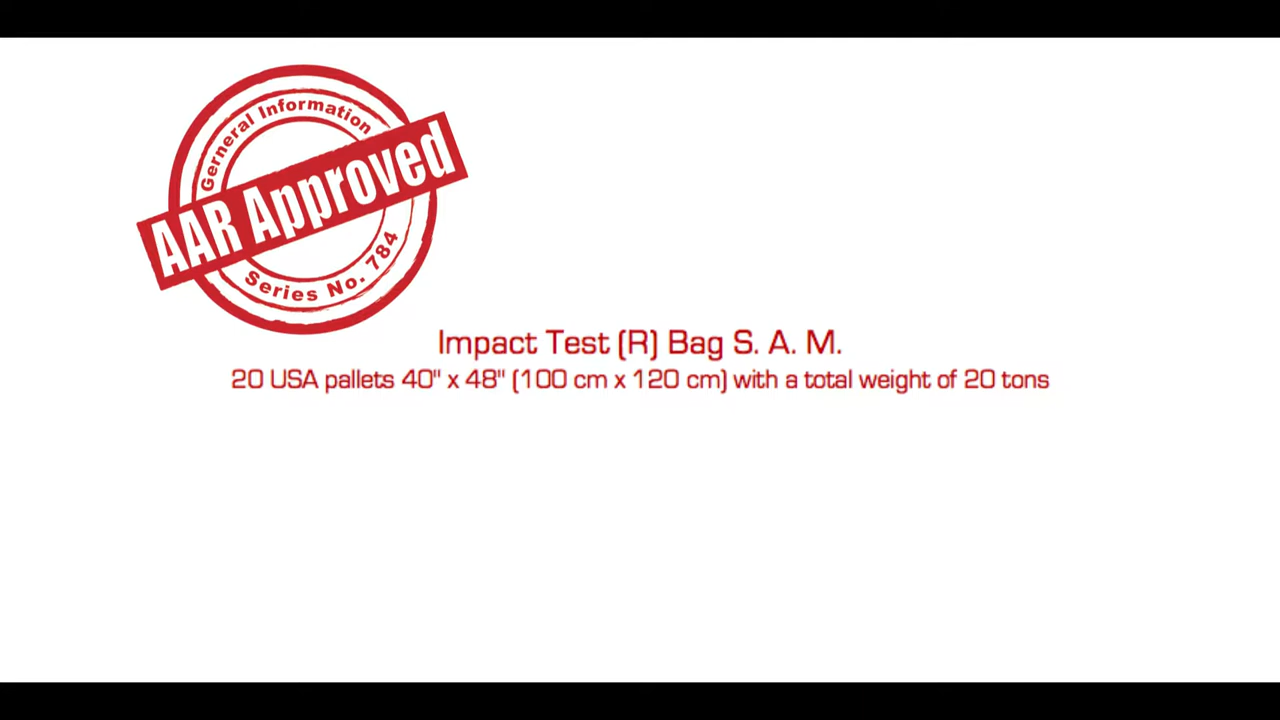 Gerneral Information
AAR Approved
Series No. 784
Impact Test (R) Bag S. A. M.
20 USA pallets 40" x 48" (100 cm x 120 cm) with a total weight of 20 tons